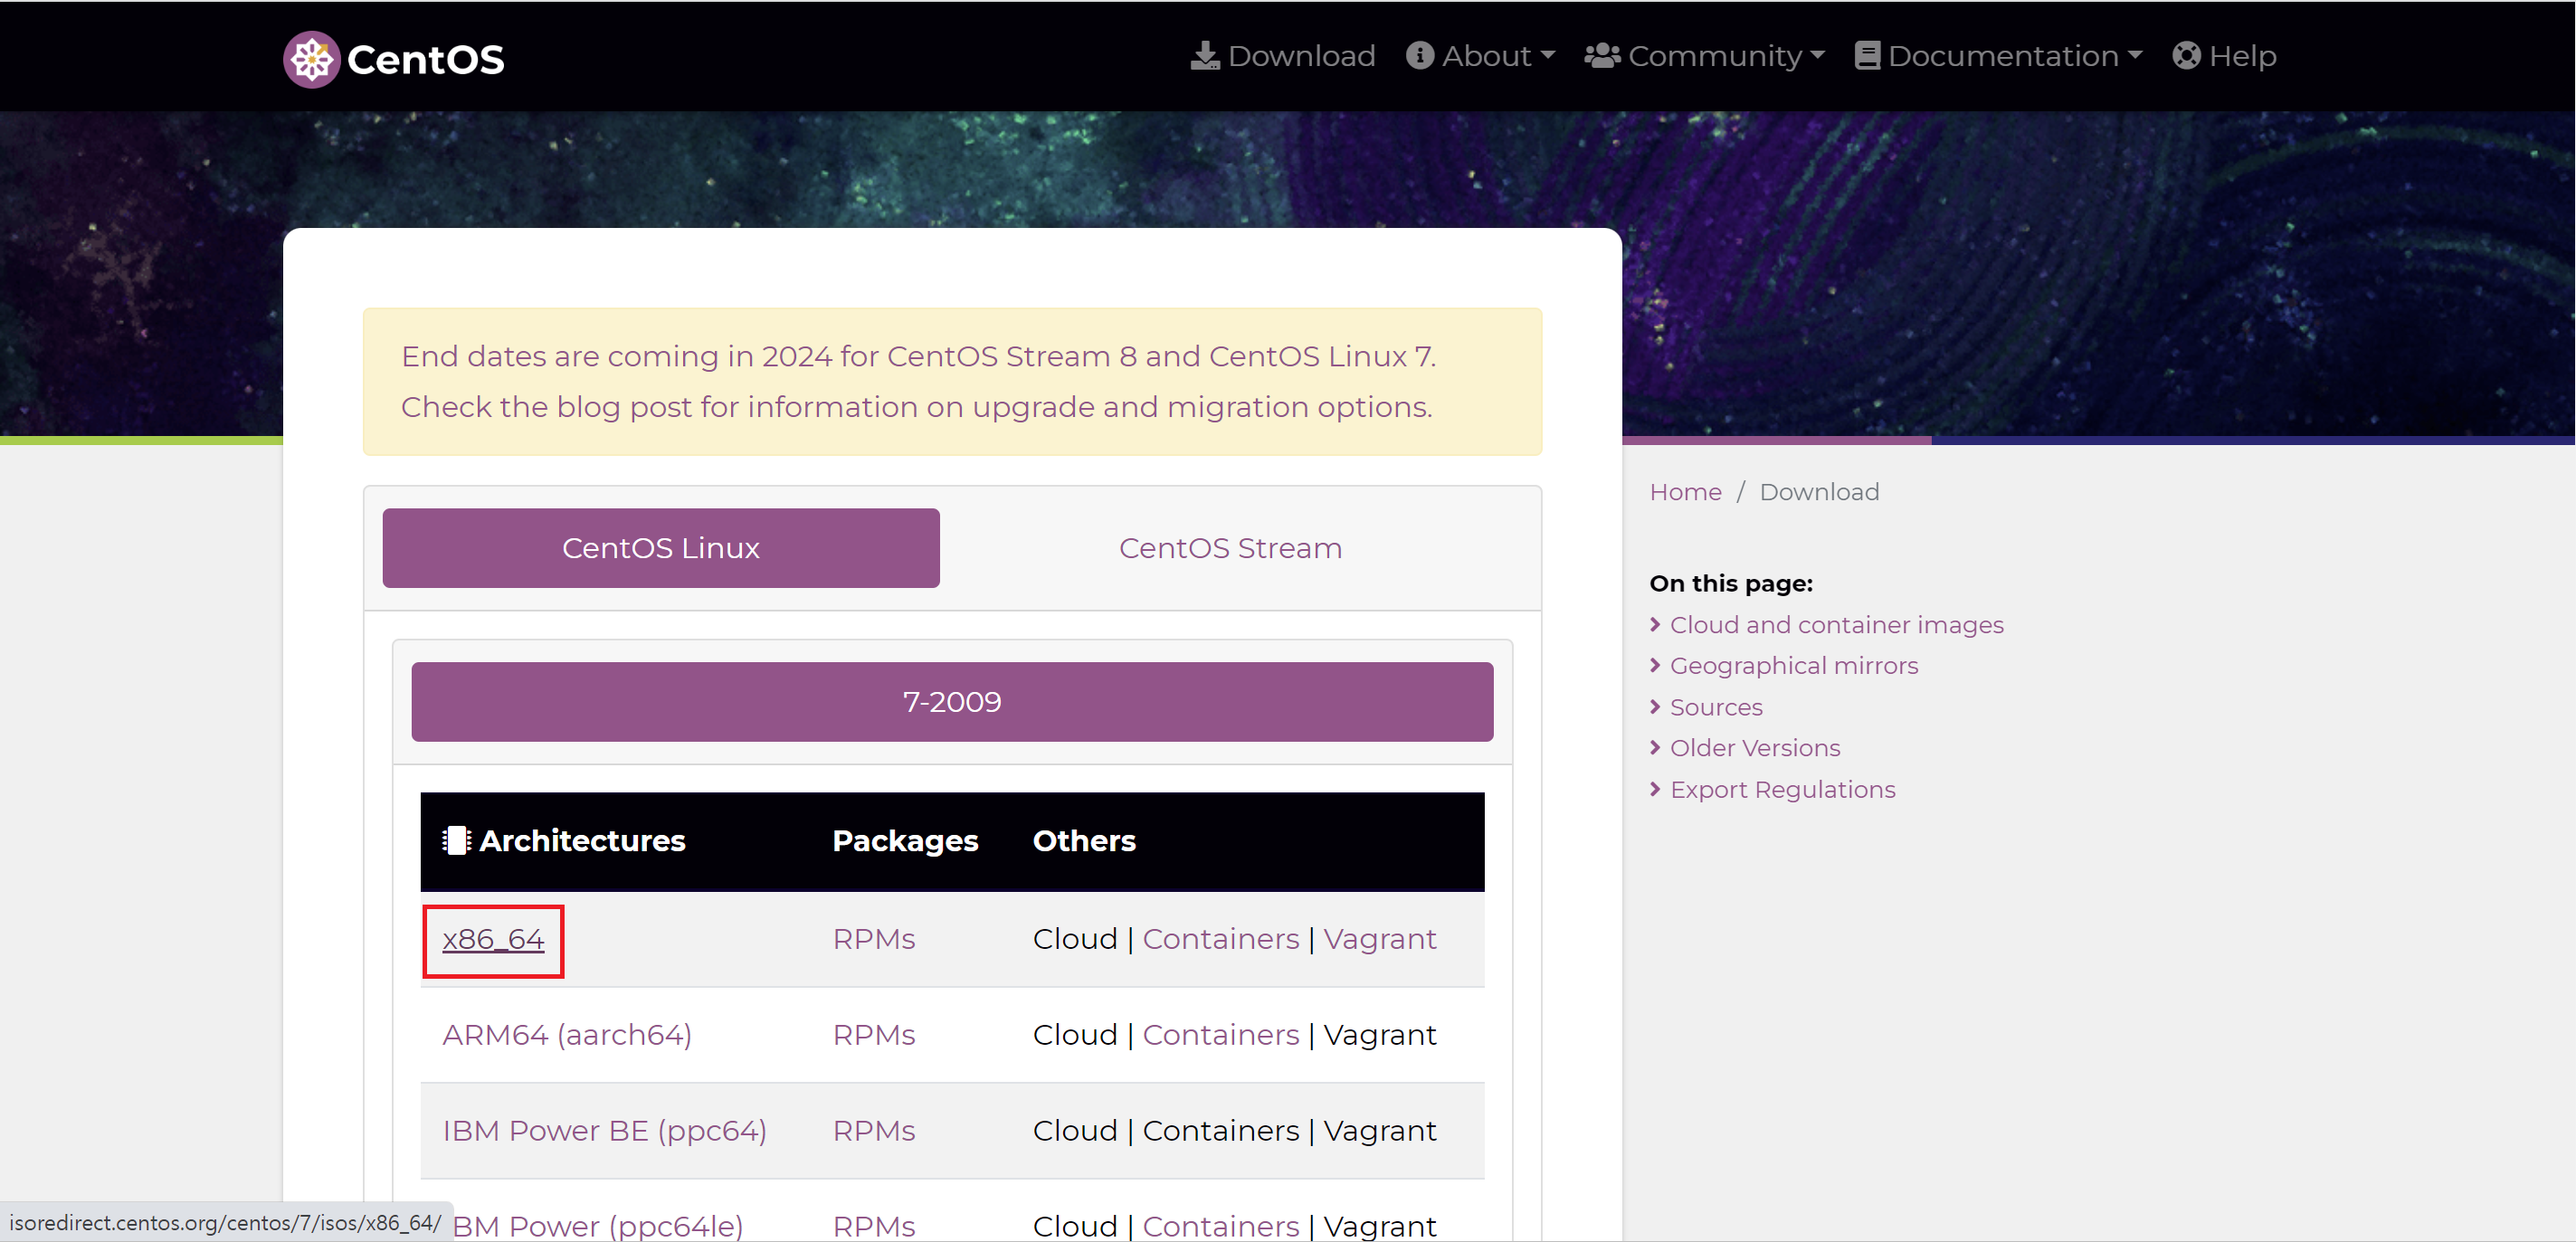 CentOS
Download About Community Documentation Help
End dates are coming in 2024 for CentOS Stream 8 and CentOS Linux 7.
Check the blog post for information on upgrade and migration options.
CentOS Linux CentOS Stream
7-2009
Architectures Packages Others
x86_64 RPMs Cloud | Containers | Vagrant
ARM64 (aarch64) RPMs Cloud | Containers | Vagrant
IBM Power BE (ppc64) RPMs Cloud | Containers | Vagrant
BM Power (ppc64le) RPMs Cloud | Containers | Vagrant
Home / Download
On this page:
Cloud and container images
Geographical mirrors
Sources
Older Versions
Export Regulations
isoredirect.centos.org/centos/7/isos/x86_64/